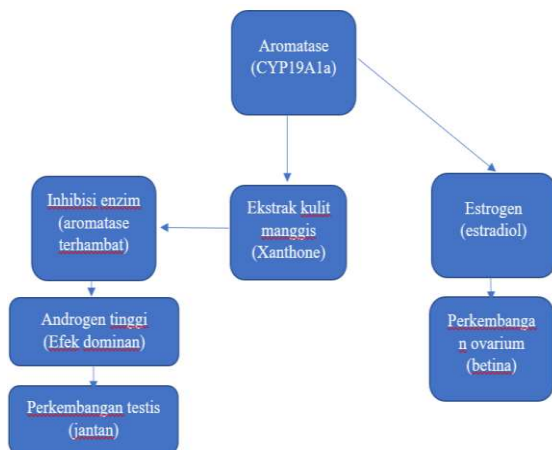 Aromatase
(CYP19A1a)
Inhibisi enzim
(aromatase
terhambat)
Ekstrak kulit
manggis
(Xanthone)
Estrogen
(estradiol)
Androgen tinggi
(Efek dominan)
Perkembanga
n ovarium
(betina)
Perkembangan testis
(jantan)